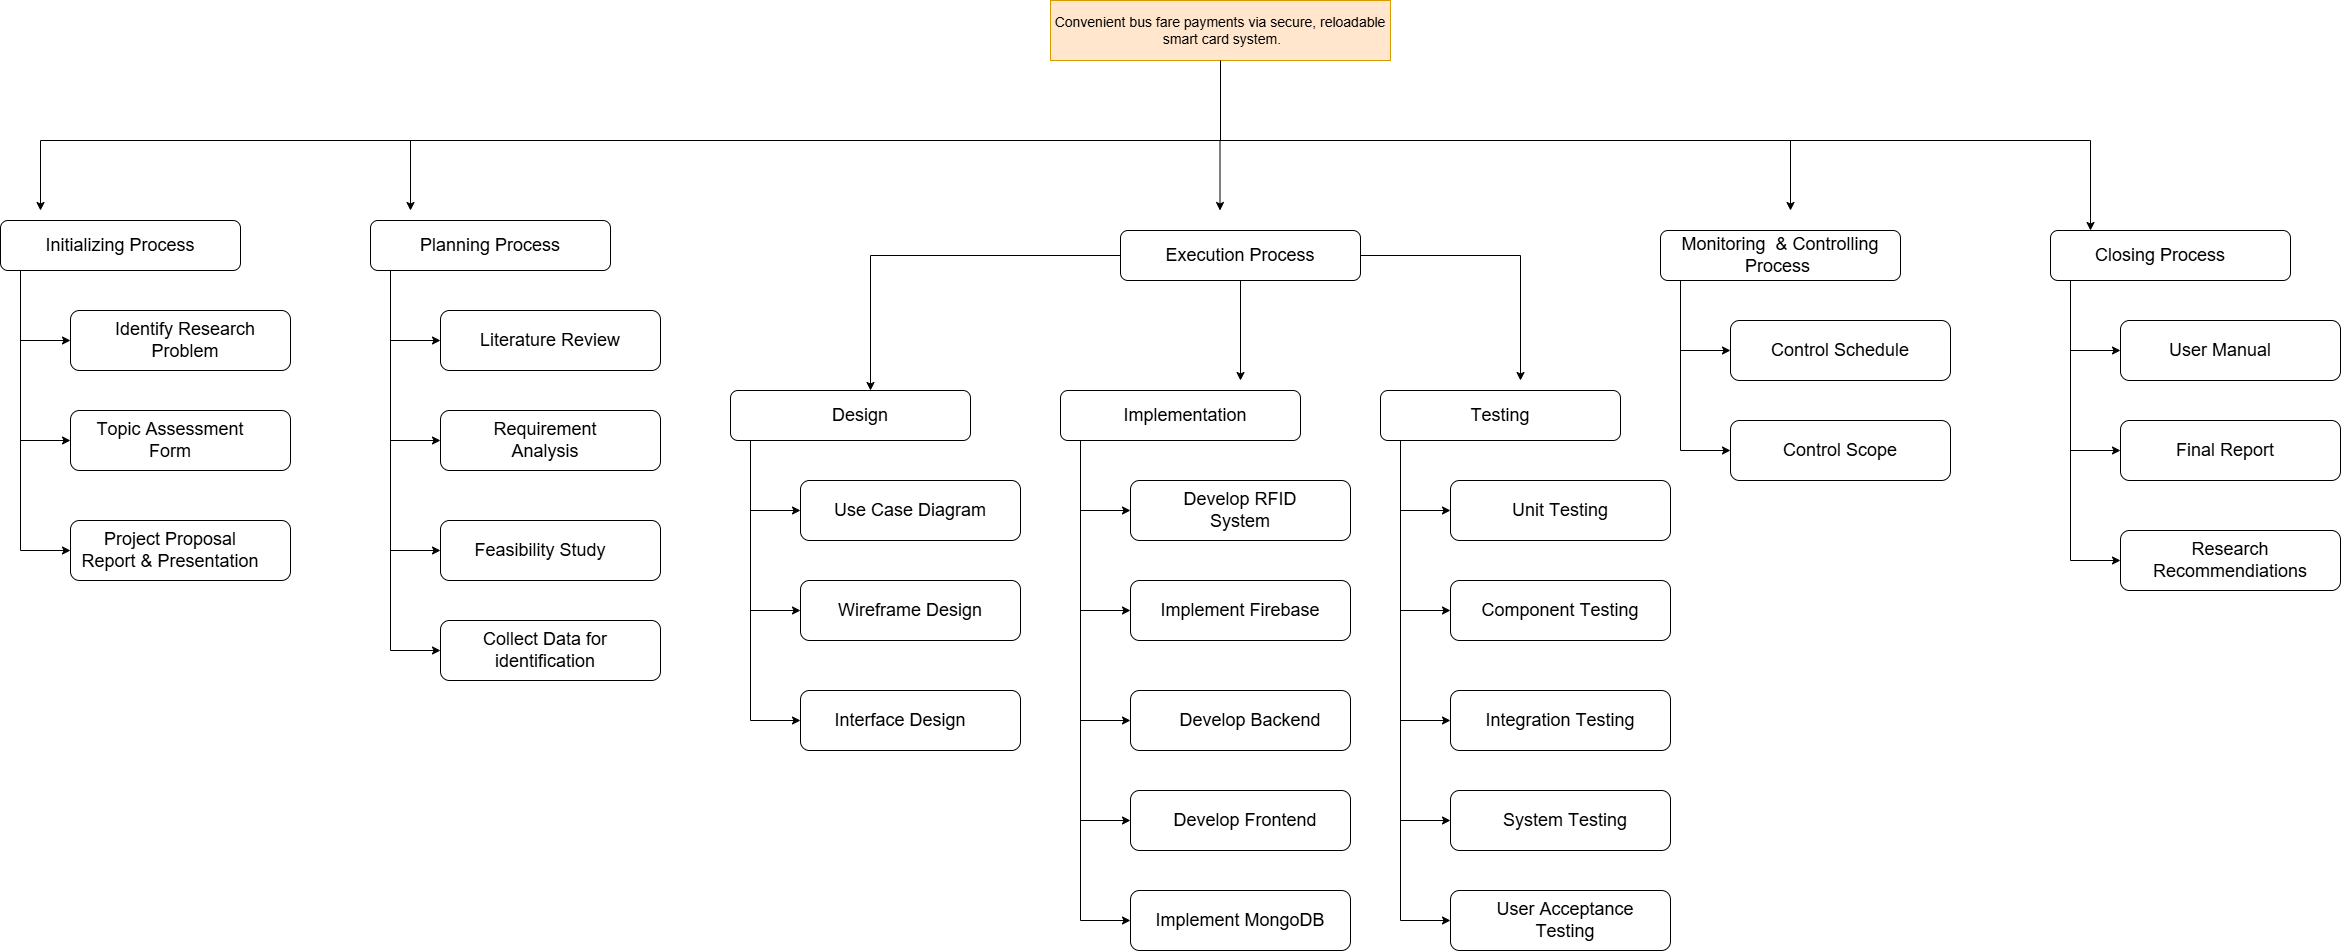 Convenient bus fare payments via secure, reloadable
smart card system.
Initializing Process
Identify Research
Problem
Topic Assessment
Form
Project Proposal
Report & Presentation
Planning Process
Literature Review
Requirement
Analysis
Feasibility Study
Collect Data for
identification
Execution Process
Design
Use Case Diagram
Wireframe Design
Interface Design
Implementation
Develop RFID
System
Implement Firebase
Develop Backend
Develop Frontend
Implement MongoDB
Testing
Unit Testing
Component Testing
Integration Testing
System Testing
User Acceptance
Testing
Monitoring & Controlling
Process
Control Schedule
Control Scope
Closing Process
User Manual
Final Report
Research
Recommendiations